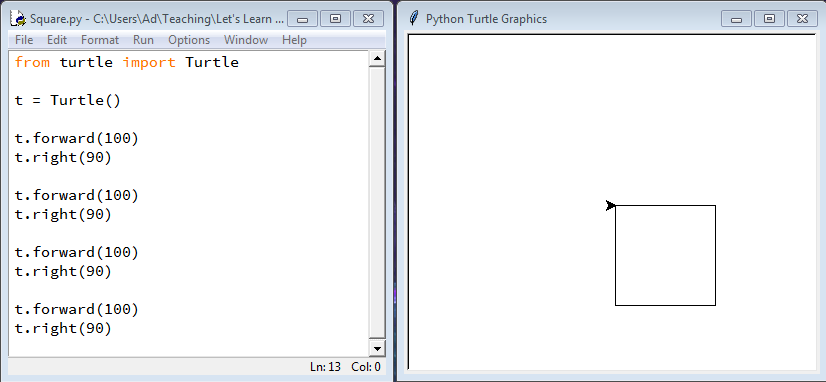 Square.py - C:\Users\Ad\Teaching\Let's Learn ...
File Edit Format Run Options Window Help
from turtle import Turtle
t = Turtle()
t.forward(100)
t.right(90)
t.forward(100)
t.right(90)
t.forward(100)
t.right(90)
t.forward(100)
t.right(90)
Ln: 13 Col: 0
Python Turtle Graphics